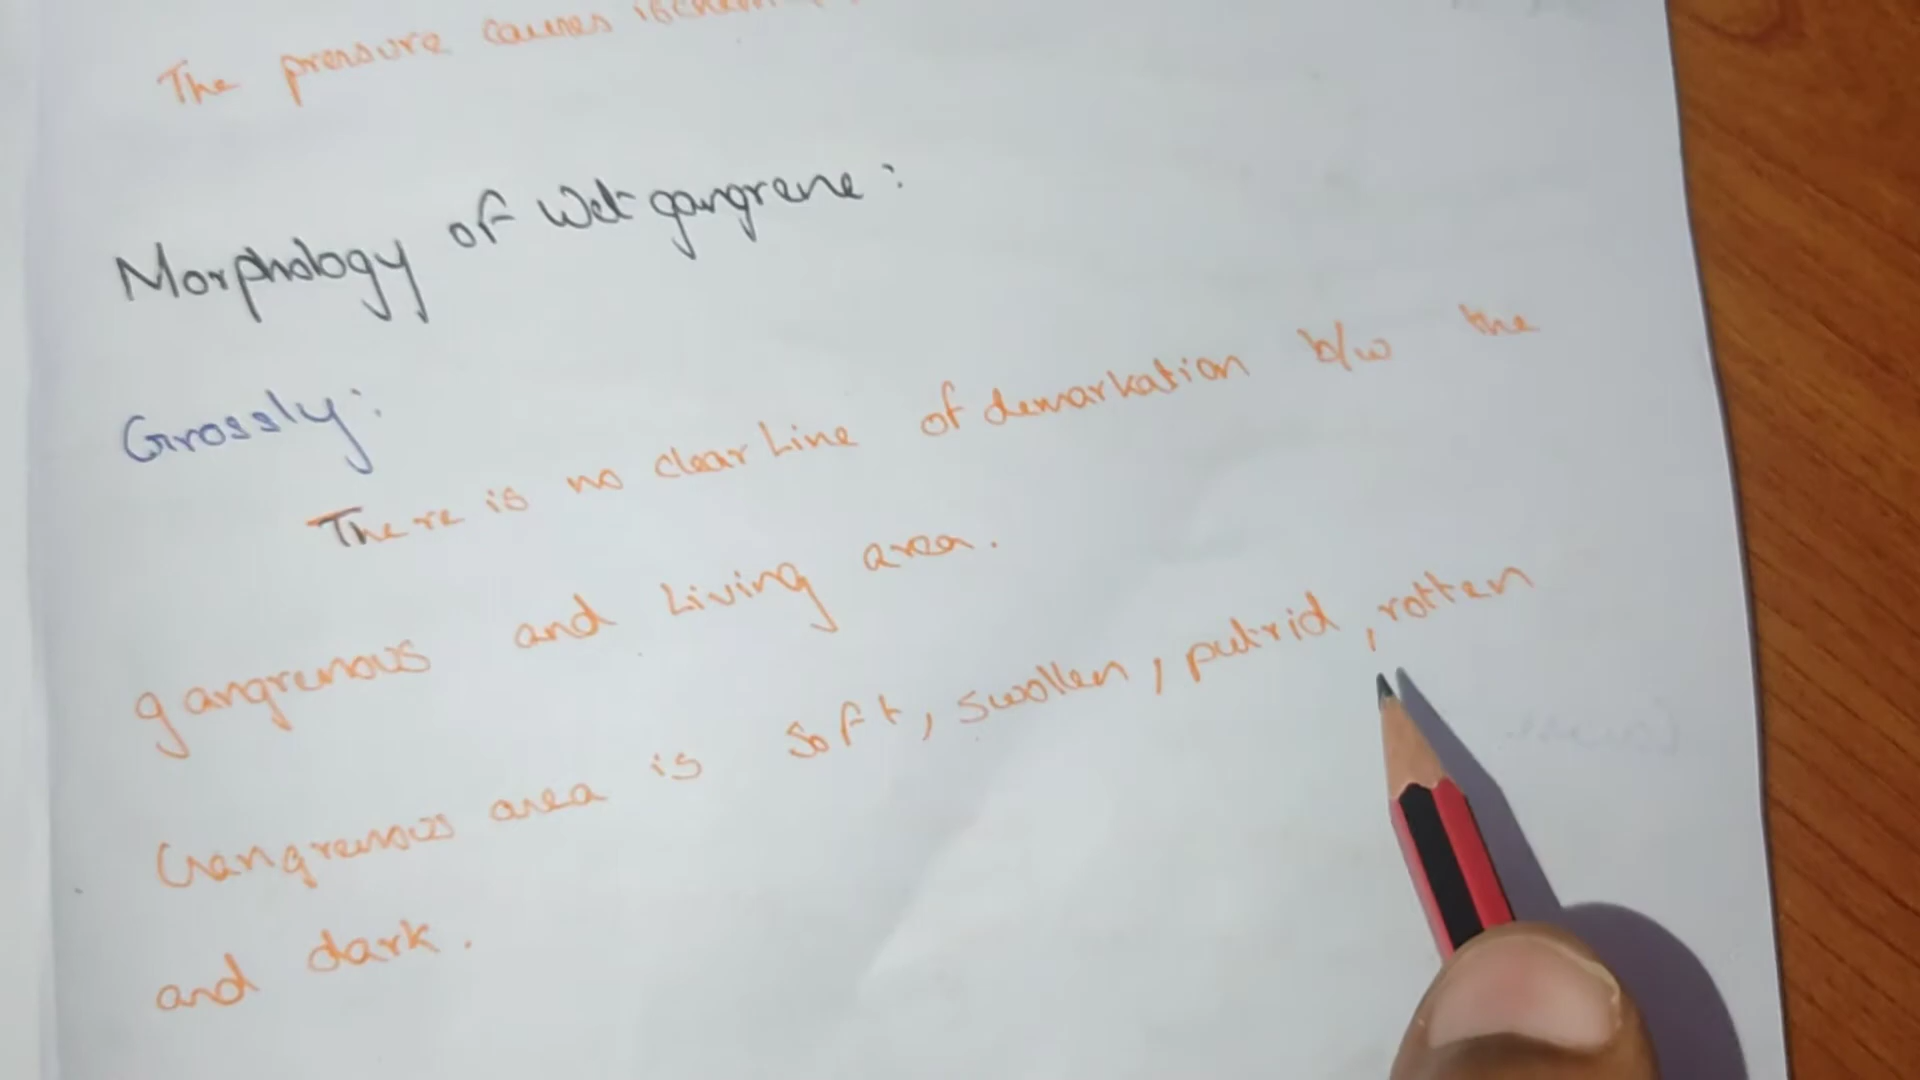 The pressure causes
Morphology of Wet gangrene:
Grossly:
There is no clear Line of demarkation b/w the
gangrenous and Living area.
Gangrenous area is soft, swollen, putrid, rotten
and dark.